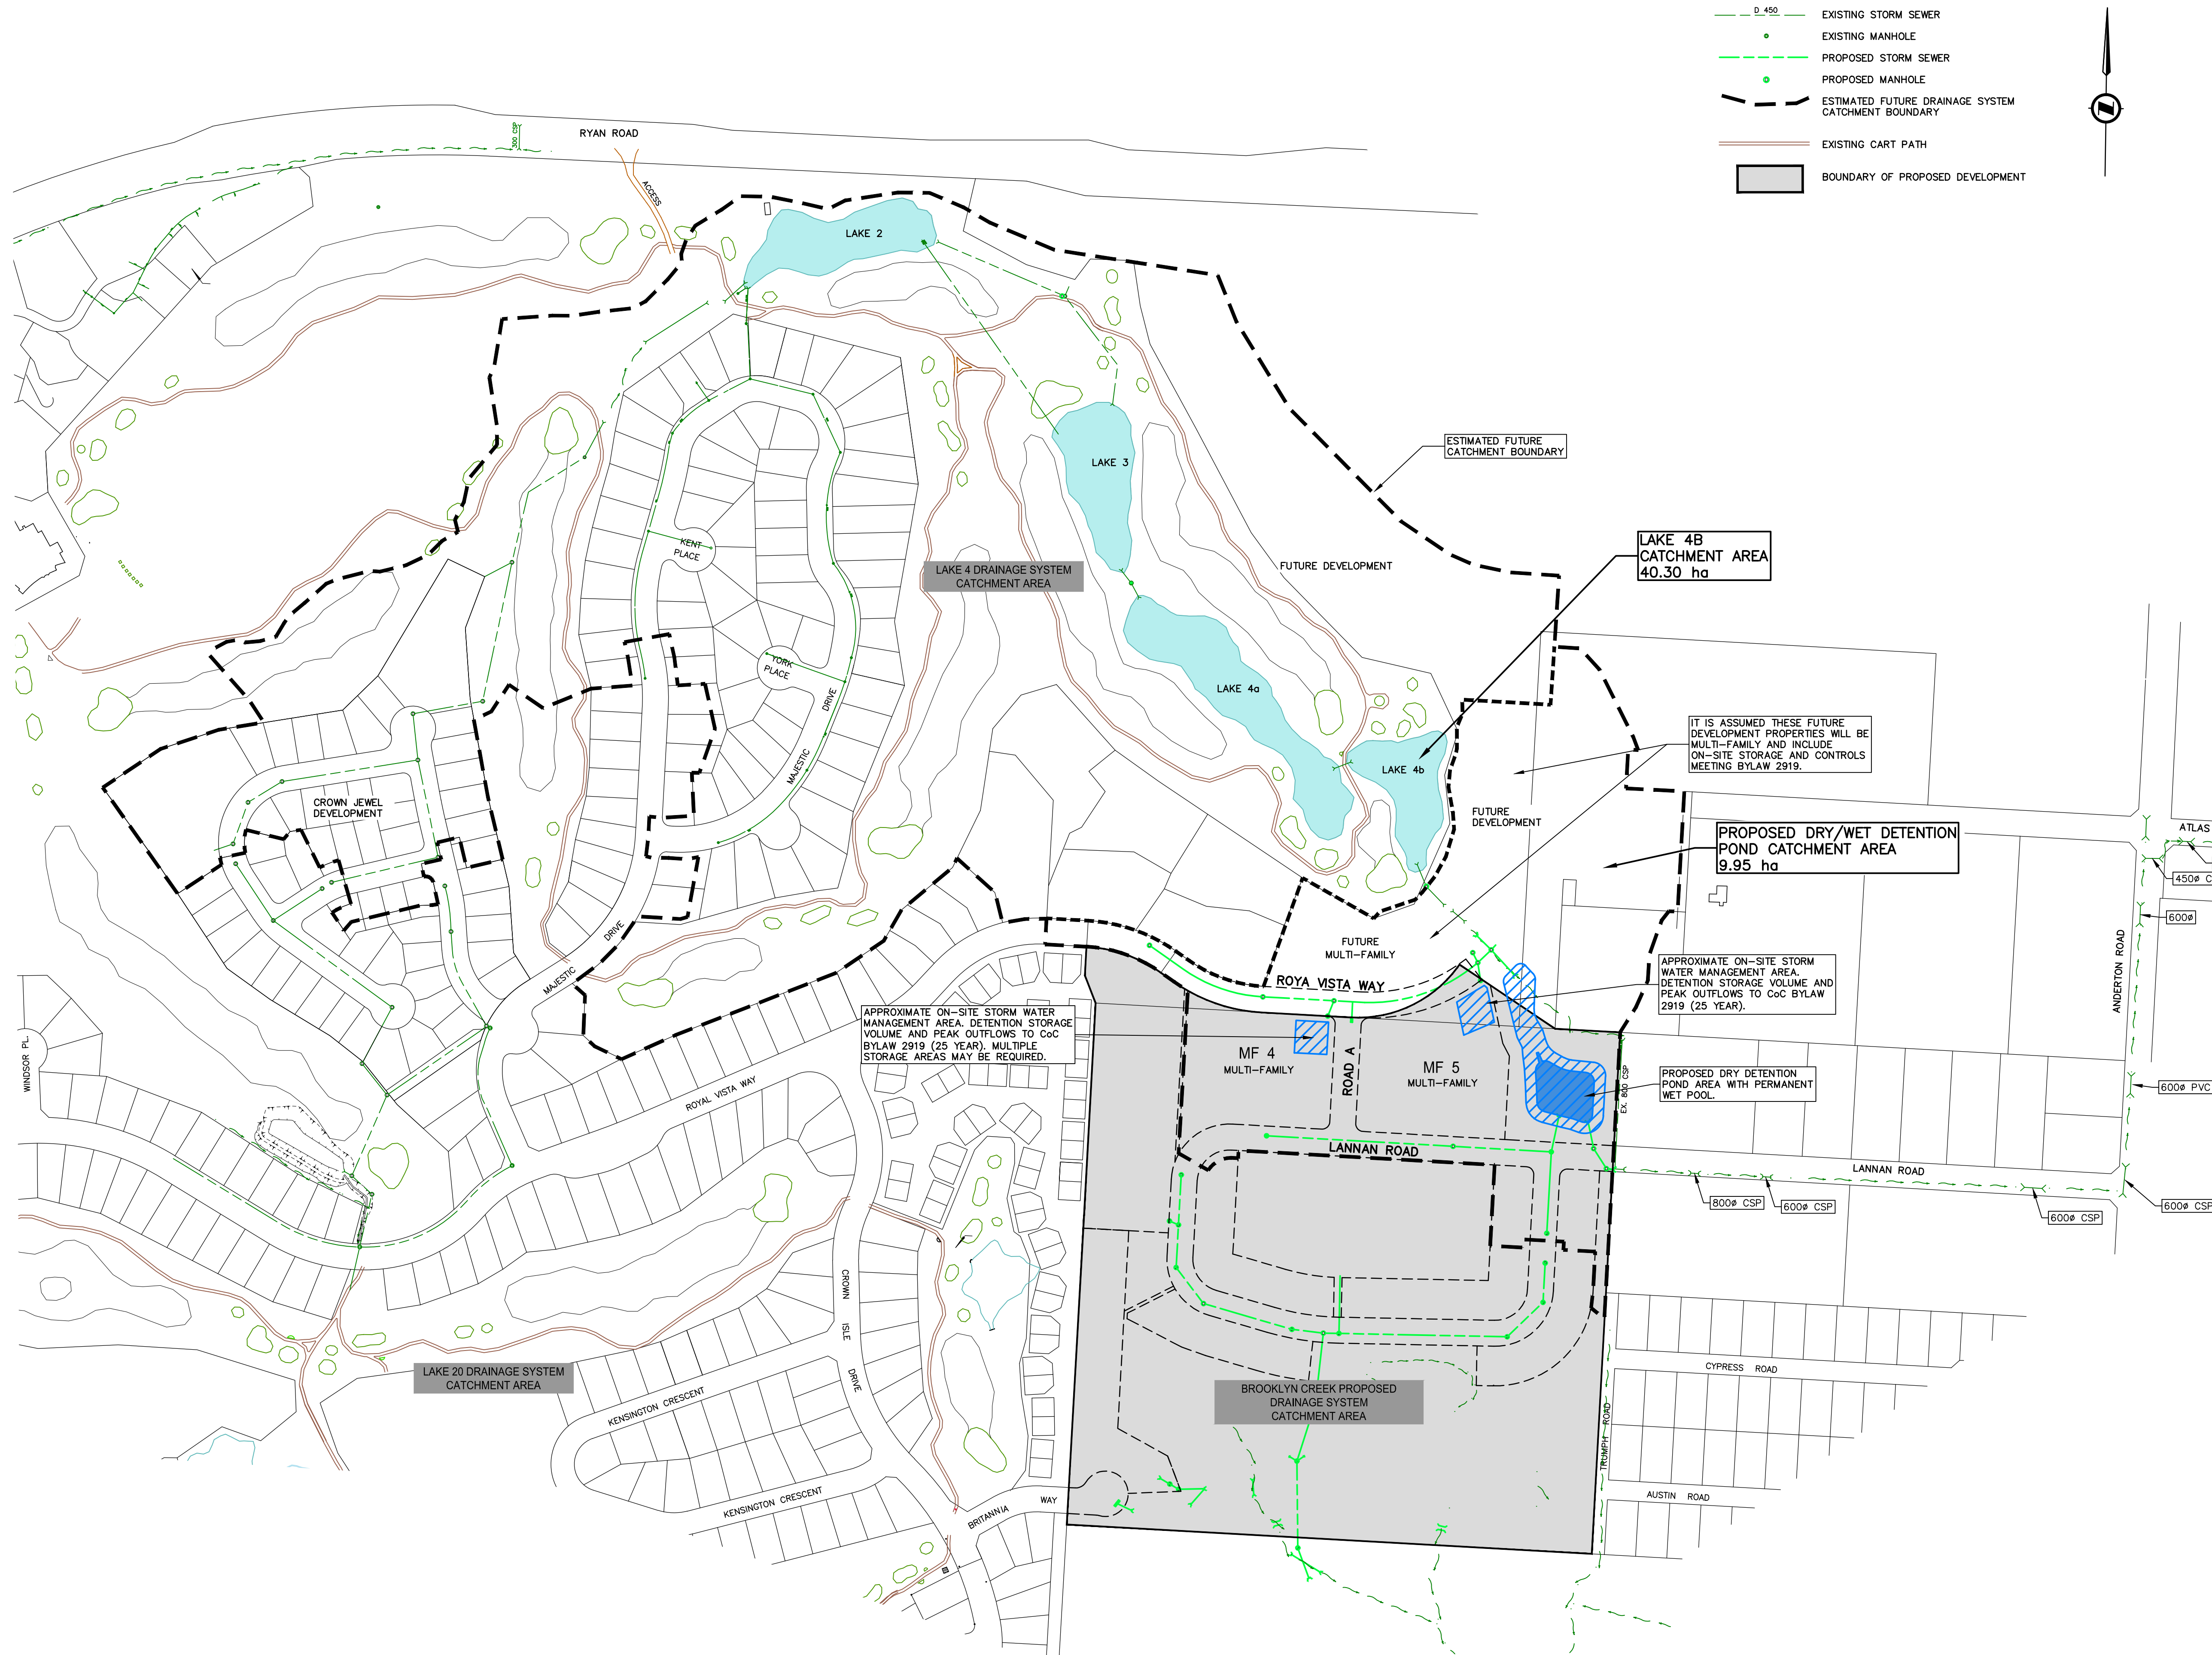 D 450
EXISTING STORM SEWER
EXISTING MANHOLE
PROPOSED STORM SEWER
PROPOSED MANHOLE
ESTIMATED FUTURE DRAINAGE SYSTEM
CATCHMENT BOUNDARY
EXISTING CART PATH
BOUNDARY OF PROPOSED DEVELOPMENT
300 CSP
RYAN ROAD
ACCESS
LAKE 2
ESTIMATED FUTURE
CATCHMENT BOUNDARY
LAKE 3
KENT
PLACE
LAKE 4 DRAINAGE SYSTEM
CATCHMENT AREA
FUTURE DEVELOPMENT
LAKE 4B
CATCHMENT AREA
40.30 ha
YORK
PLACE
LAKE 4a
MAJESTIC
DRIVE
LAKE 4b
IT IS ASSUMED THESE FUTURE
DEVELOPMENT PROPERTIES WILL BE
MULTI-FAMILY AND INCLUDE
ON-SITE STORAGE AND CONTROLS
MEETING BYLAW 2919.
CROWN JEWEL
DEVELOPMENT
FUTURE
DEVELOPMENT
PROPOSED DRY/WET DETENTION
POND CATCHMENT AREA
9.95 ha
ATLAS
450ø C
600ø
ANDERTON ROAD
MAJESTIC
DRIVE
FUTURE
MULTI-FAMILY
ROYA VISTA WAY
APPROXIMATE ON-SITE STORM
WATER MANAGEMENT AREA.
DETENTION STORAGE VOLUME AND
PEAK OUTFLOWS TO CoC BYLAW
2919 (25 YEAR).
APPROXIMATE ON-SITE STORM WATER
MANAGEMENT AREA. DETENTION STORAGE
VOLUME AND PEAK OUTFLOWS TO CoC
BYLAW 2919 (25 YEAR). MULTIPLE
STORAGE AREAS MAY BE REQUIRED.
WINDSOR PL.
MF 4
MULTI-FAMILY
ROAD A
MF 5
MULTI-FAMILY
EX. 800 CSP
PROPOSED DRY DETENTION
POND AREA WITH PERMANENT
WET POOL.
600ø PVC
ROYAL VISTA WAY
LANNAN ROAD
LANNAN ROAD
800ø CSP
600ø CSP
600ø CSP
600ø CSP
CROWN
ISLE
DRIVE
LAKE 20 DRAINAGE SYSTEM
CATCHMENT AREA
KENSINGTON CRESCENT
BROOKLYN CREEK PROPOSED
DRAINAGE SYSTEM
CATCHMENT AREA
CYPRESS ROAD
TRUMPH ROAD
KENSINGTON CRESCENT
BRITANNIA
WAY
AUSTIN ROAD